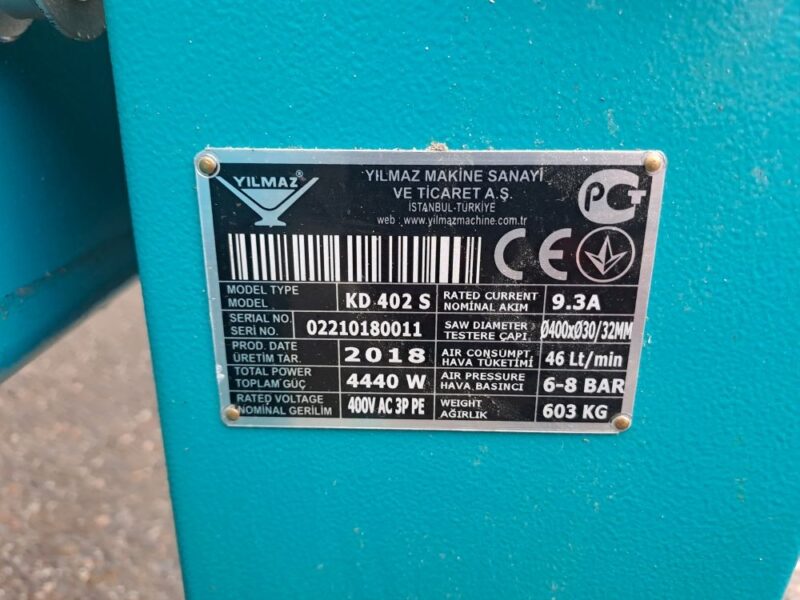 YILMAZ®
YILMAZ MAKİNE SANAYİ
VE TİCARET A.Ş.
İSTANBUL-TÜRKİYE
web : www.yilmazmachine.com.tr
PCT
CE
MODEL TYPE
MODEL
KD 402 S
RATED CURRENT
NOMİNAL AKIM
9.3A
SERIAL NO.
SERİ NO.
02210180011
SAW DIAMETER
TESTERE ÇAPI.
Ø400xØ30/32MM
PROD. DATE
ÜRETİM TAR.
2018
AIR CONSUMPT,
HAVA TÜKETİMİ
46 Lt/min
TOTAL POWER
TOPLAM GÜÇ
4440 W
AIR PRESSURE
HAVA BASINCI
6-8 BAR
RATED VOLTAGE
NOMİNAL GERİLİM
400V AC 3P PE
WEIGHT
AĞIRLIK
603 KG